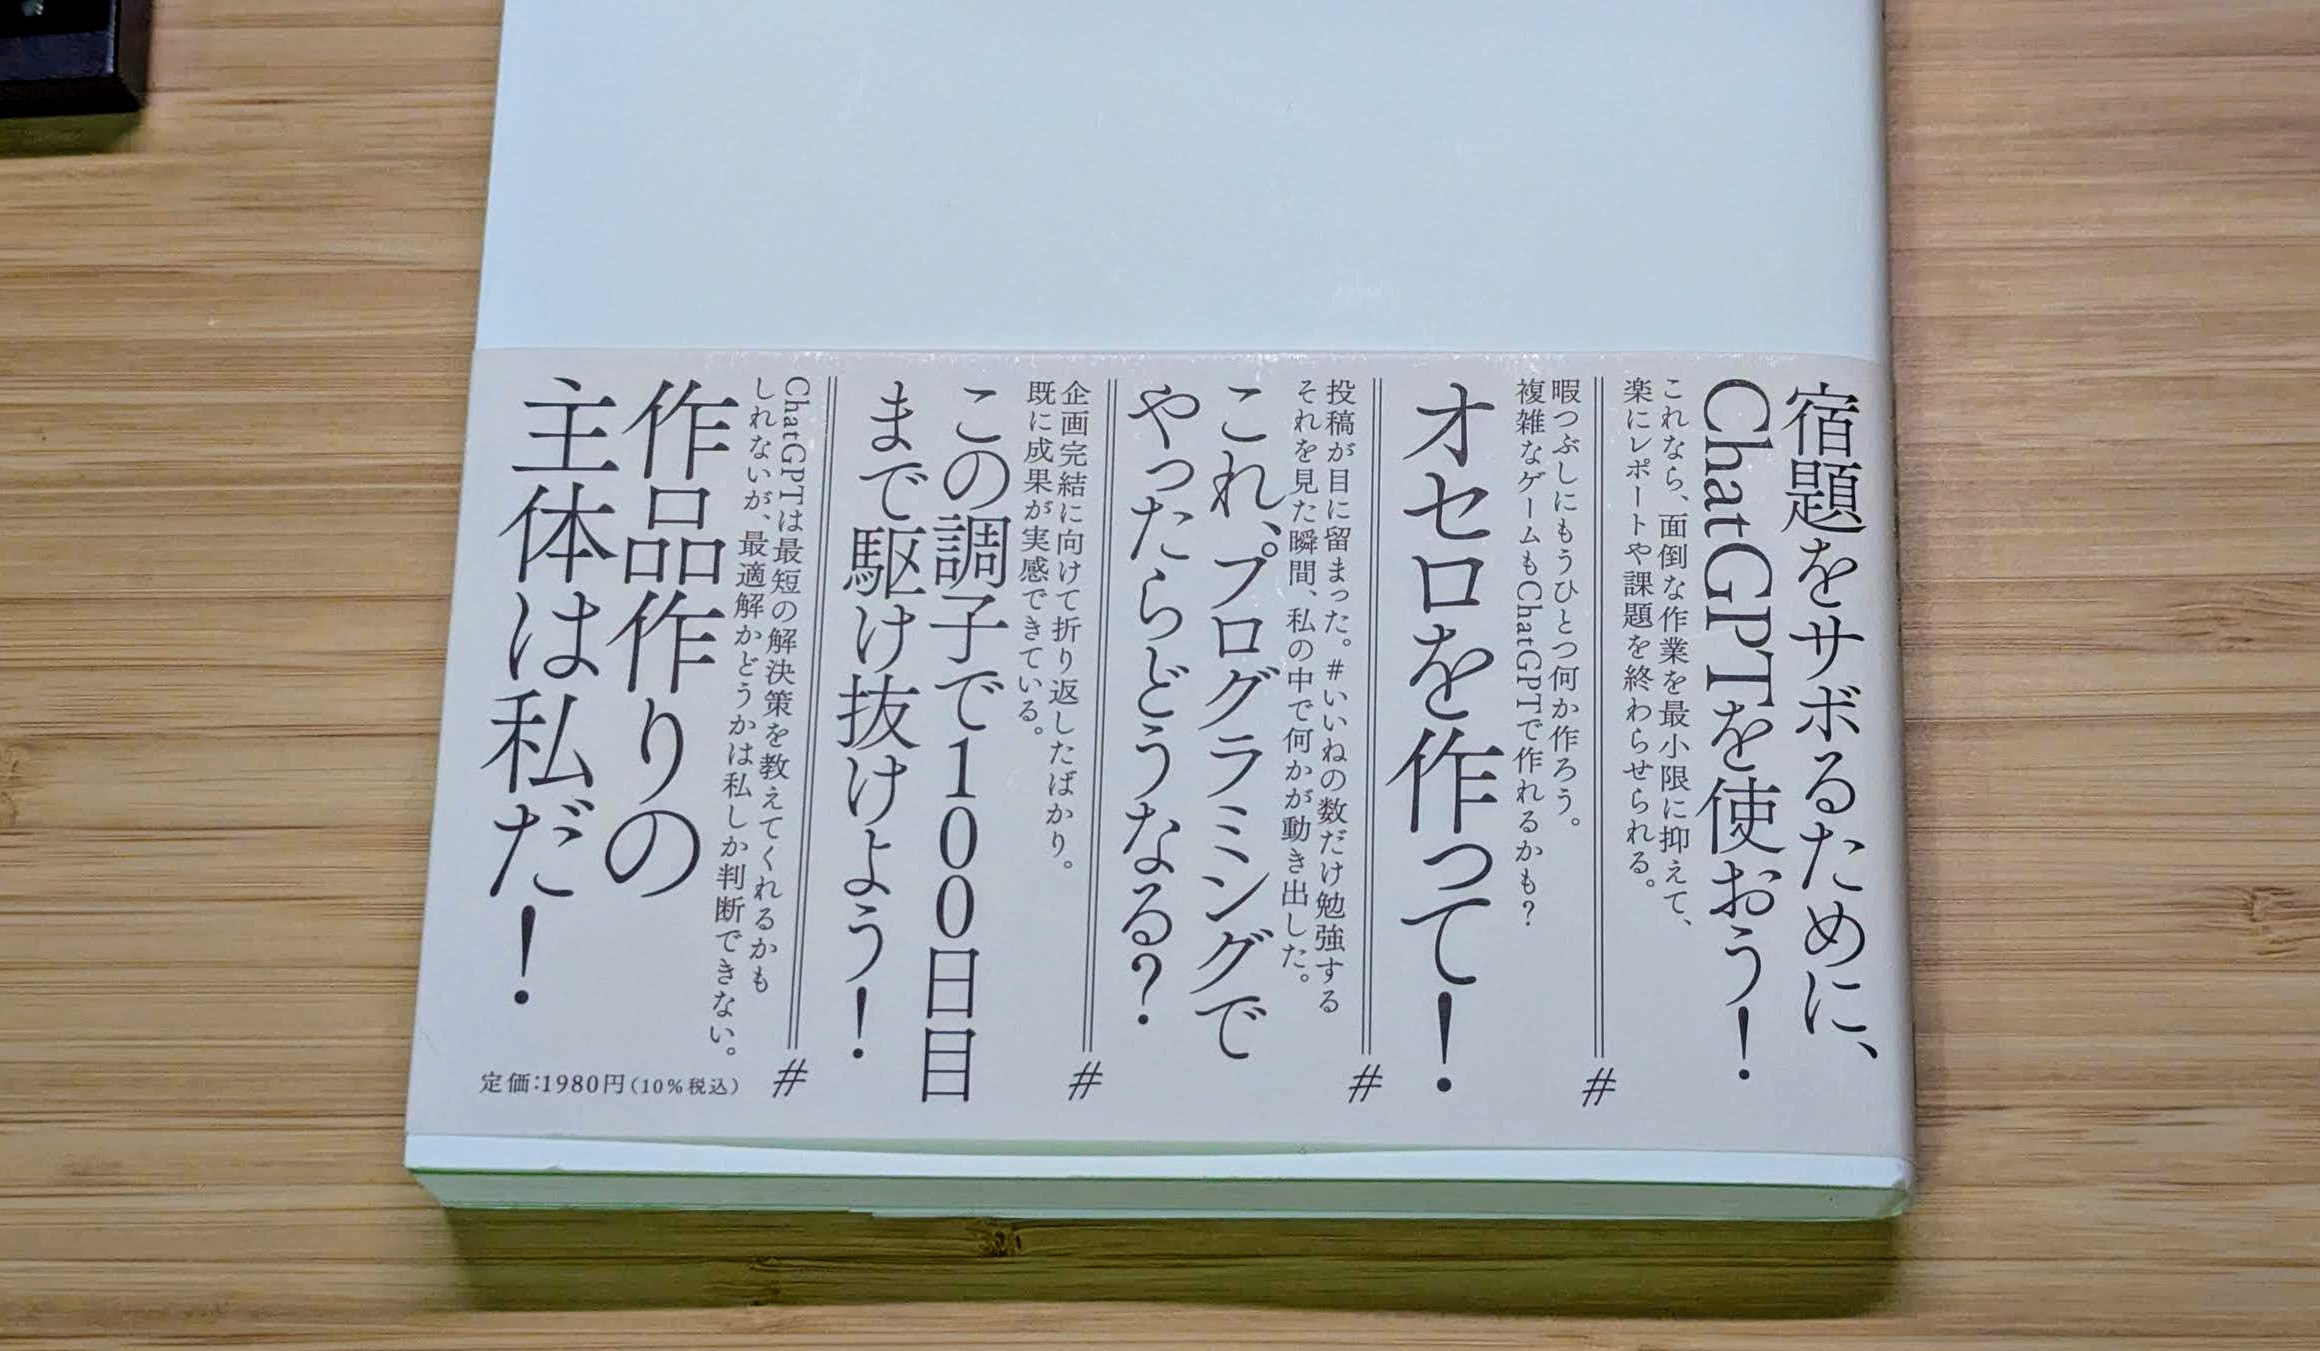 宿題をサボるために、
ChatGPTを使おう！
これなら、面倒な作業を最小限に抑えて、
楽にレポートや課題を終わらせられる。
#
暇つぶしにもうひとつ何か作ろう。
複雑なゲームもChatGPTで作れるかも？
オセロを作って！
#
投稿が目に留まった。#いいねの数だけ勉強する
それを見た瞬間、私の中で何かが動き出した。
これ、プログラミングで
やったらどうなる？
#
企画完結に向けて折り返したばかり。
既に成果が実感できている。
この調子で100日目
まで駆け抜けよう！
#
ChatGPTは最短の解決策を教えてくれるかも
しれないが、最適解かどうかは私しか判断できない。
作品作りの
主体は私だ！
定価:1980円(10%税込)